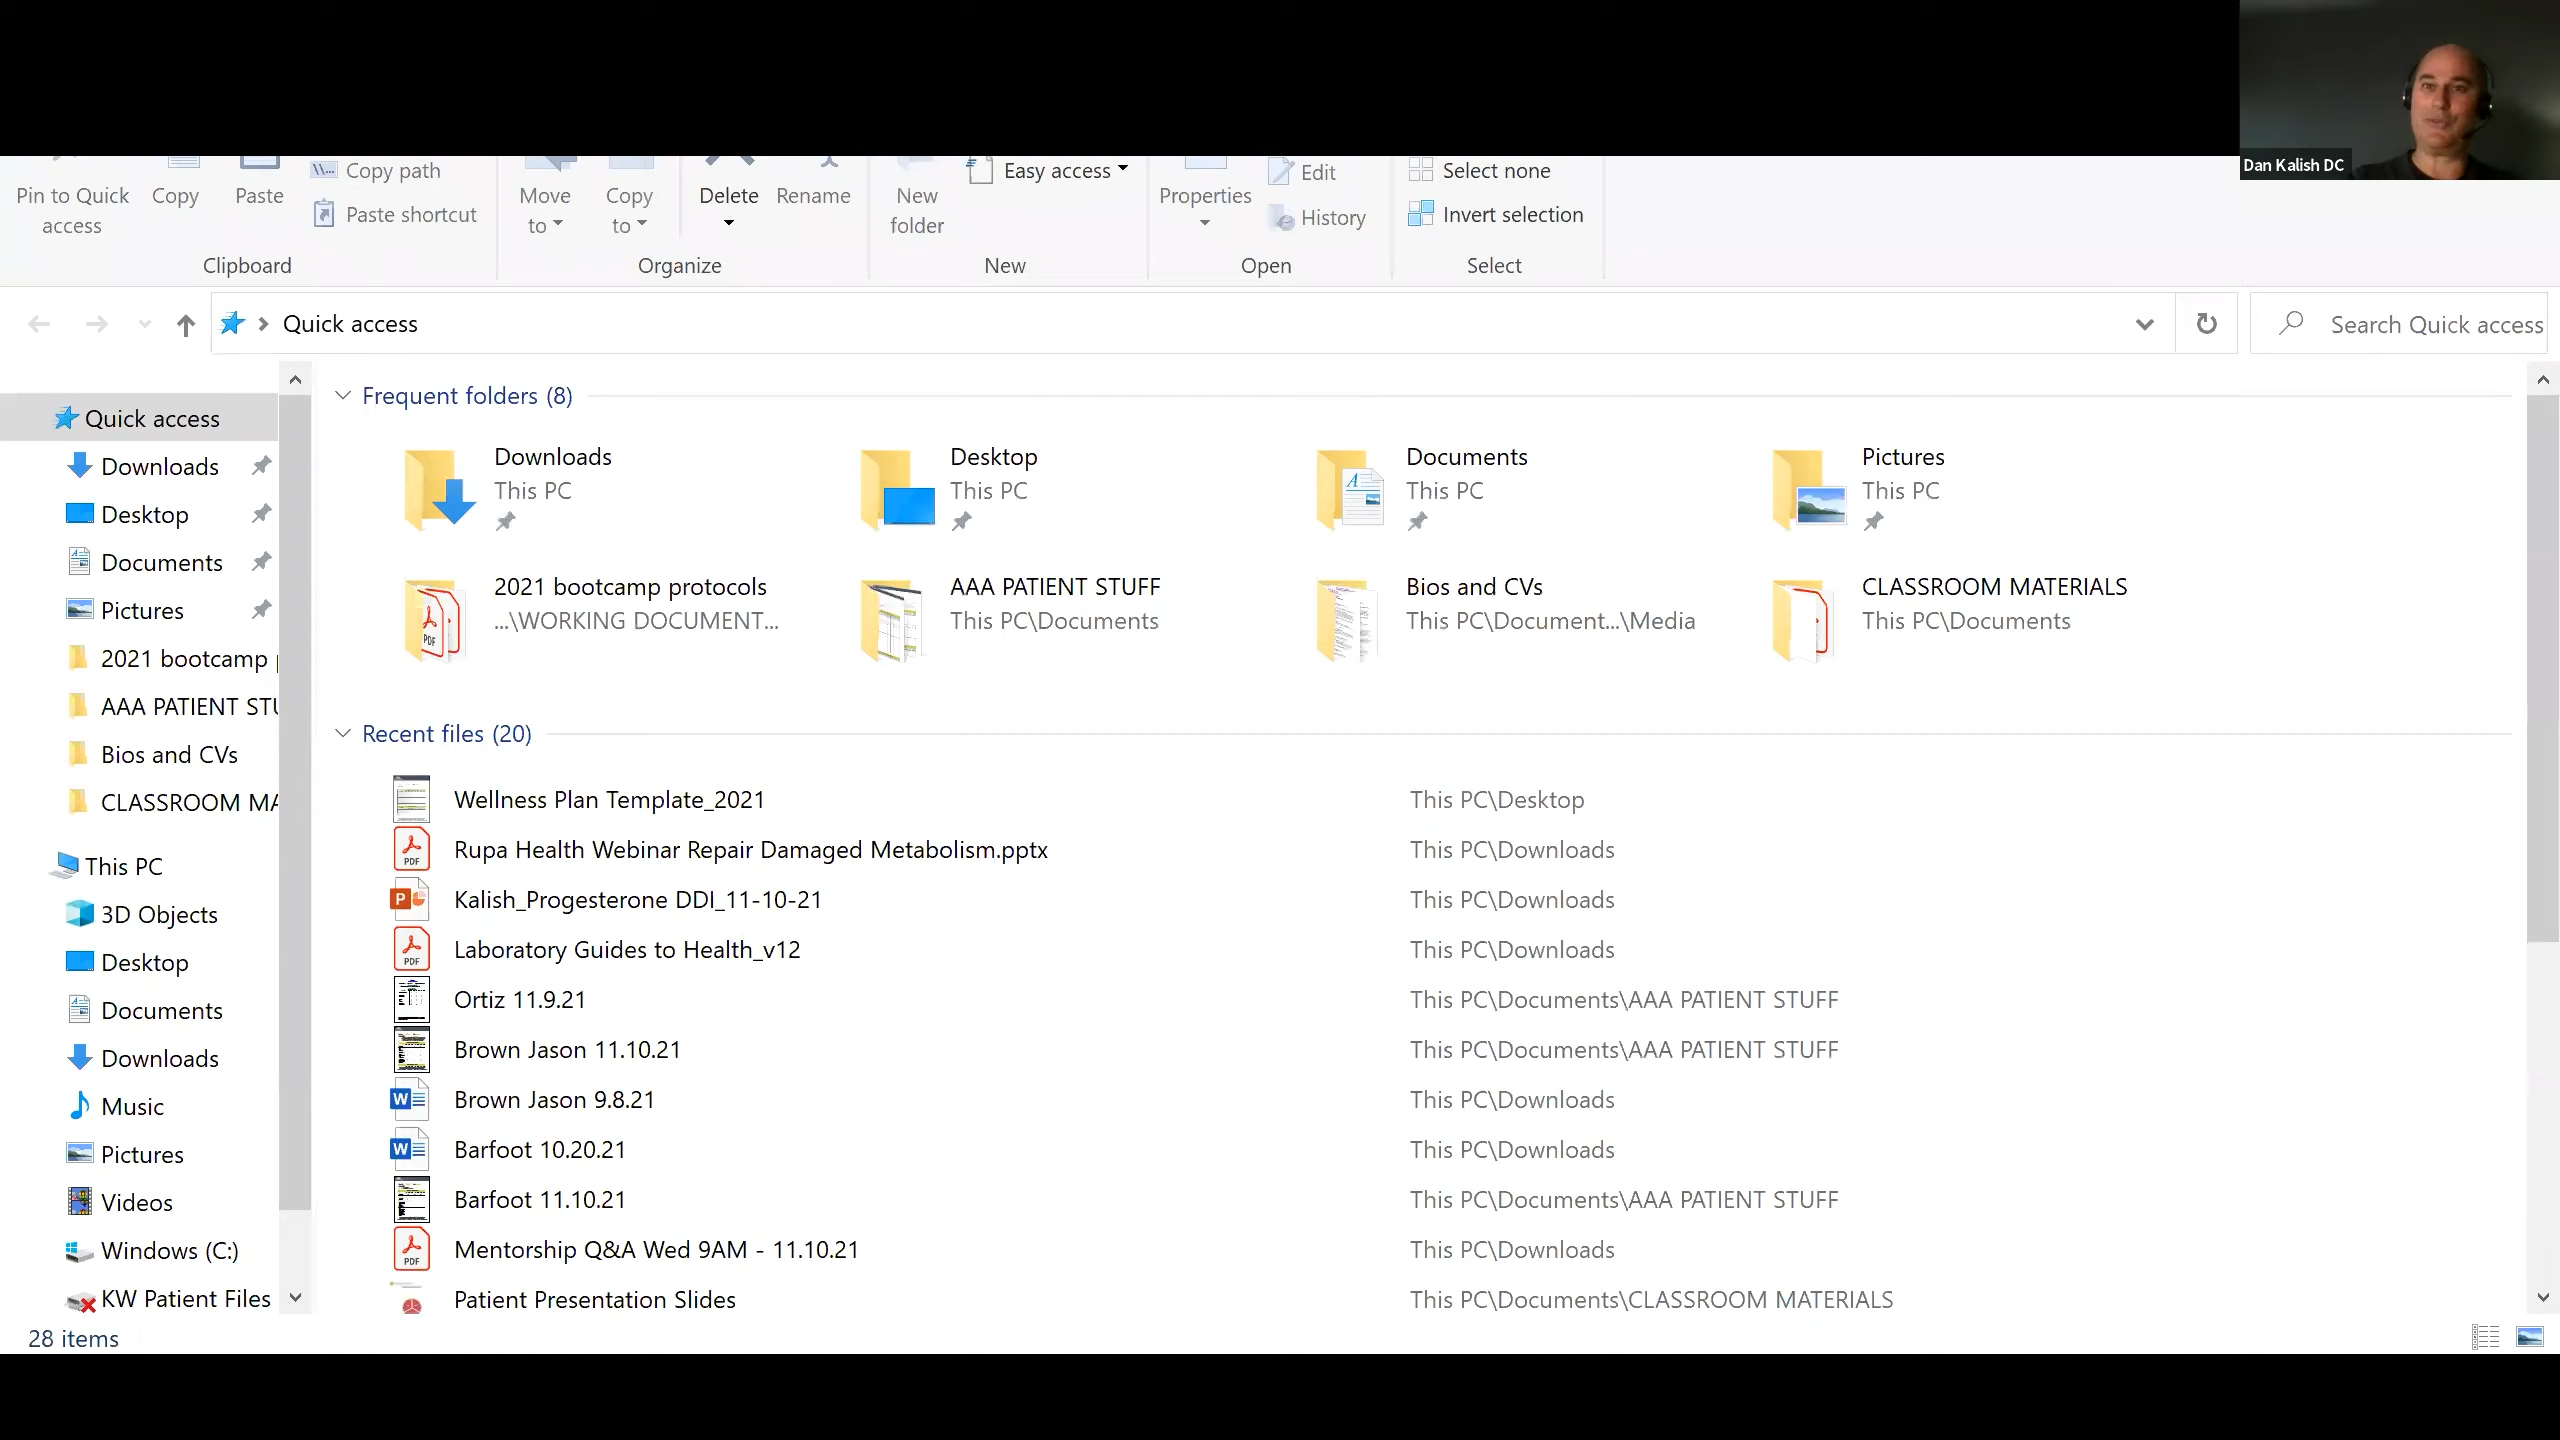 Dan Kalish DC
Copy path
Easy access
Edit
Select none
Pin to Quick access
Copy
Paste
Paste shortcut
Move to
Copy to
Delete
Rename
New folder
Properties
History
Invert selection
Clipboard
Organize
New
Open
Select
Quick access
Search Quick access
Quick access
Downloads
Desktop
Documents
Pictures
2021 bootcamp p
AAA PATIENT STU
Bios and CVs
CLASSROOM MA
This PC
3D Objects
Desktop
Documents
Downloads
Music
Pictures
Videos
Windows (C:)
KW Patient Files
Frequent folders (8)
Downloads
This PC
Desktop
This PC
Documents
This PC
Pictures
This PC
2021 bootcamp protocols
...\WORKING DOCUMENT...
AAA PATIENT STUFF
This PC\Documents
Bios and CVs
This PC\Document...\Media
CLASSROOM MATERIALS
This PC\Documents
Recent files (20)
Wellness Plan Template_2021 This PC\Desktop
PDF Rupa Health Webinar Repair Damaged Metabolism.pptx This PC\Downloads
Kalish_Progesterone DDI_11-10-21 This PC\Downloads
PDF Laboratory Guides to Health_v12 This PC\Downloads
Ortiz 11.9.21 This PC\Documents\AAA PATIENT STUFF
Brown Jason 11.10.21 This PC\Documents\AAA PATIENT STUFF
Brown Jason 9.8.21 This PC\Downloads
Barfoot 10.20.21 This PC\Downloads
Barfoot 11.10.21 This PC\Documents\AAA PATIENT STUFF
PDF Mentorship Q&A Wed 9AM - 11.10.21 This PC\Downloads
Patient Presentation Slides This PC\Documents\CLASSROOM MATERIALS
28 items